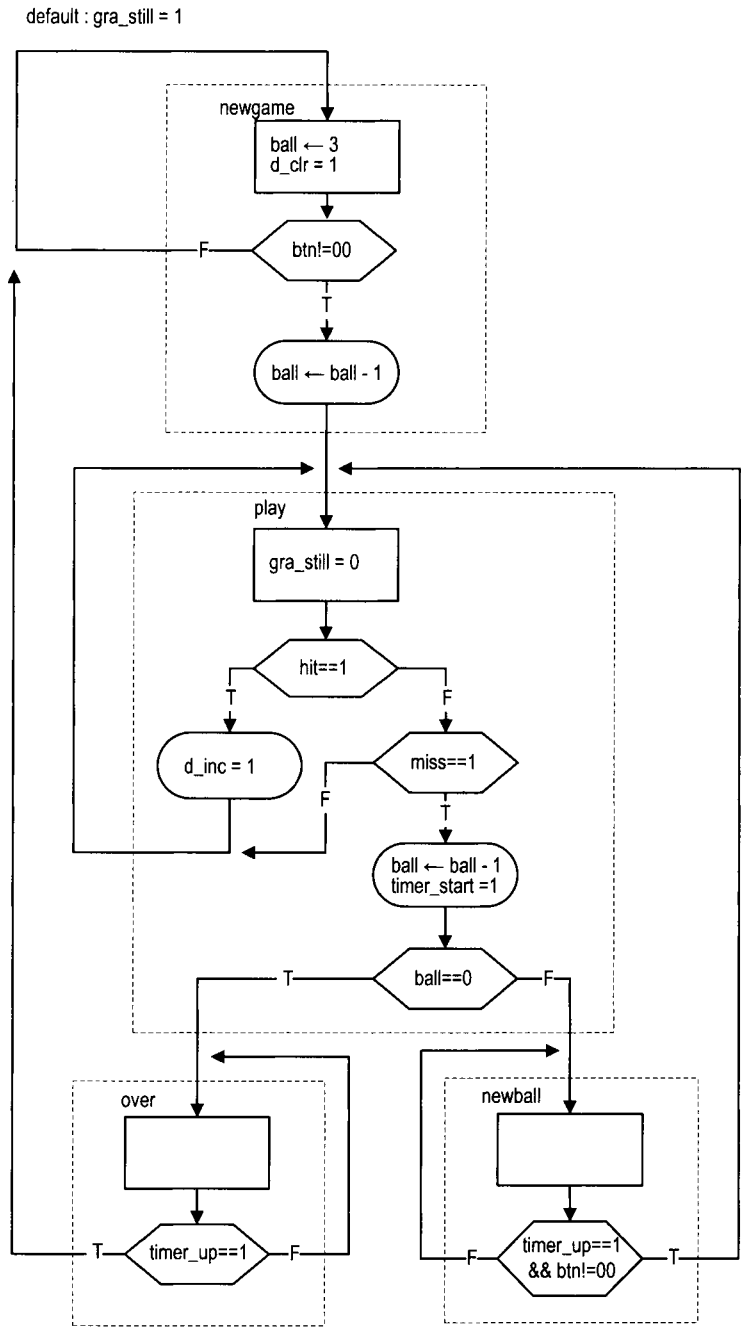 default : gra_still = 1
newgame
ball ← 3
d_clr = 1
btn!=00
F
T
ball ← ball - 1
play
gra_still = 0
hit==1
T
F
d_inc = 1
miss==1
F
T
ball ← ball - 1
timer_start =1
ball==0
T
F
over
newball
timer_up==1
T
F
timer_up==1
&& btn!=00
F
T